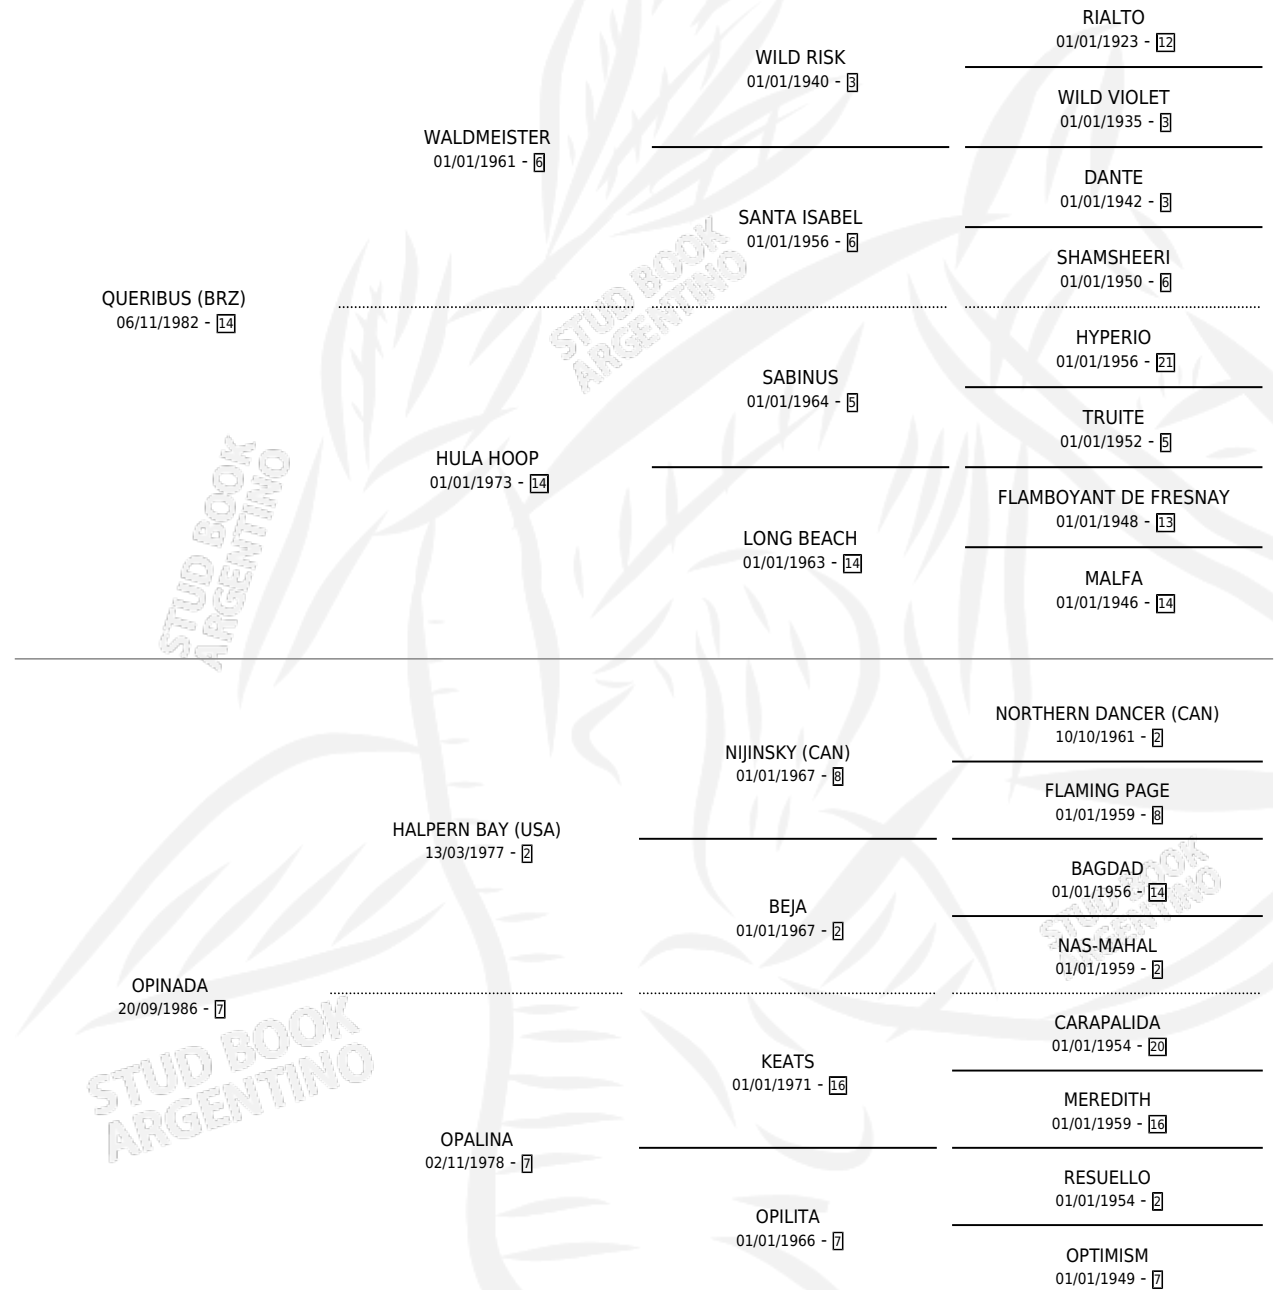 RIALTO
01/01/1923 - 12
WILD RISK
01/01/1940 - 3
WILD VIOLET
01/01/1935 - 3
WALDMEISTER
01/01/1961 - 6
DANTE
01/01/1942 - 3
SANTA ISABEL
01/01/1956 - 6
SHAMSHEERI
01/01/1950 - 6
QUERIBUS (BRZ)
06/11/1982 - 14
HYPERIO
01/01/1956 - 21
SABINUS
01/01/1964 - 5
TRUITE
01/01/1952 - 5
HULA HOOP
01/01/1973 - 14
FLAMBOYANT DE FRESNAY
01/01/1948 - 13
LONG BEACH
01/01/1963 - 14
MALFA
01/01/1946 - 14
STUD BOOK
ARGENTINO
STUD BOOK
ARGENTINO
NORTHERN DANCER (CAN)
10/10/1961 - 2
NIJINSKY (CAN)
01/01/1967 - 8
FLAMING PAGE
01/01/1959 - 8
HALPERN BAY (USA)
13/03/1977 - 2
BAGDAD
01/01/1956 - 14
BEJA
01/01/1967 - 2
NAS-MAHAL
01/01/1959 - 2
STUD BOOK
ARGENTINO
OPINADA
20/09/1986 - 7
CARAPALIDA
01/01/1954 - 20
KEATS
01/01/1971 - 16
MEREDITH
01/01/1959 - 16
STUD BOOK
ARGENTINO
OPALINA
02/11/1978 - 7
RESUELLO
01/01/1954 - 2
OPILITA
01/01/1966 - 7
OPTIMISM
01/01/1949 - 7